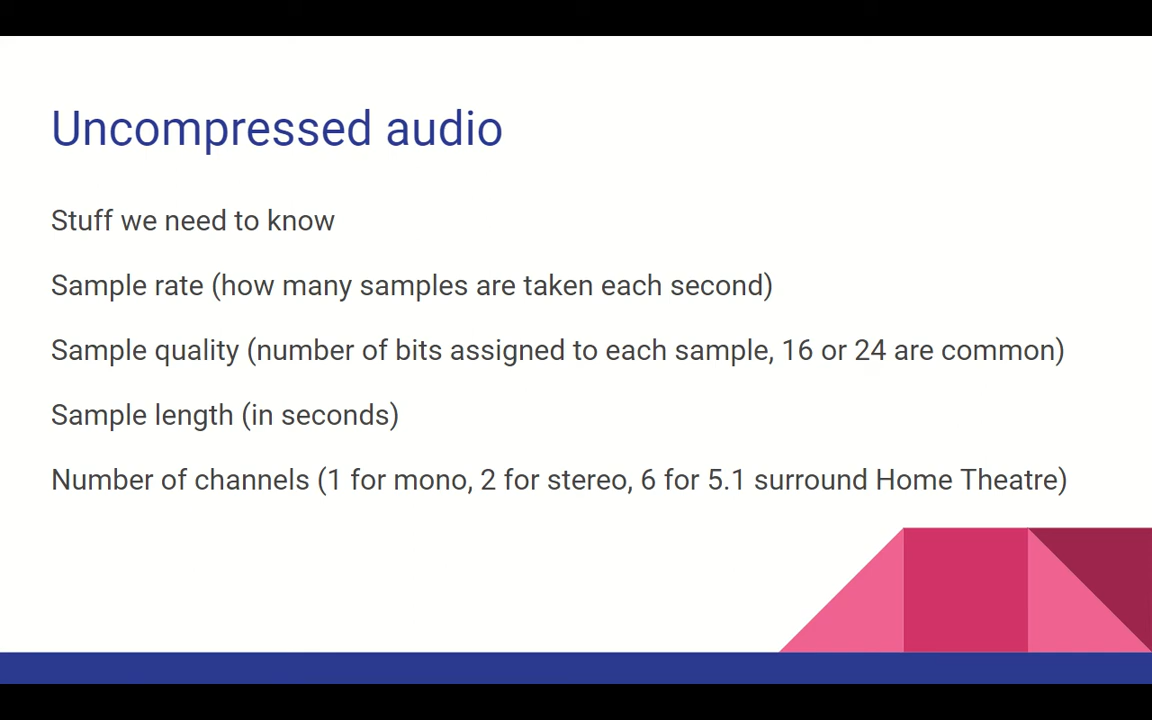 Uncompressed audio
Stuff we need to know
Sample rate (how many samples are taken each second)
Sample quality (number of bits assigned to each sample, 16 or 24 are common)
Sample length (in seconds)
Number of channels (1 for mono, 2 for stereo, 6 for 5.1 surround Home Theatre)